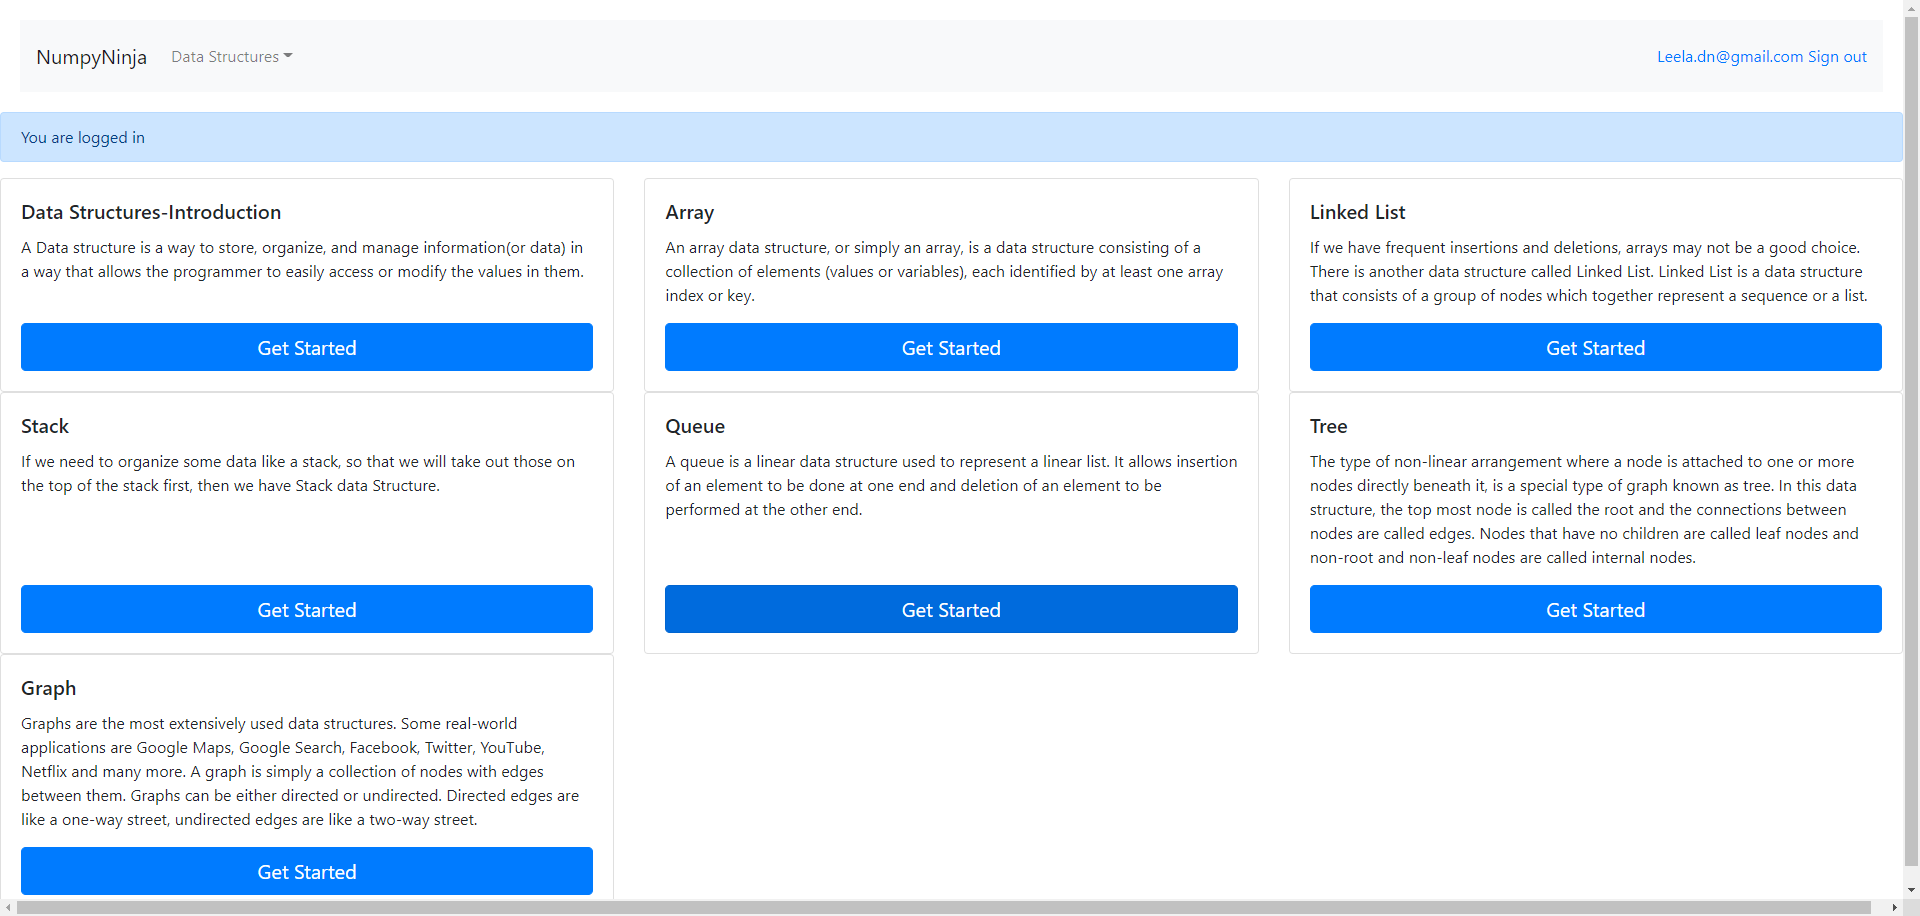 NumpyNinja Data Structures Leela.dn@gmail.com Sign out
You are logged in
Data Structures-Introduction
A Data structure is a way to store, organize, and manage information(or data) in
a way that allows the programmer to easily access or modify the values in them.
Get Started
Array
An array data structure, or simply an array, is a data structure consisting of a
collection of elements (values or variables), each identified by at least one array
index or key.
Get Started
Linked List
If we have frequent insertions and deletions, arrays may not be a good choice.
There is another data structure called Linked List. Linked List is a data structure
that consists of a group of nodes which together represent a sequence or a list.
Get Started
Stack
If we need to organize some data like a stack, so that we will take out those on
the top of the stack first, then we have Stack data Structure.
Get Started
Queue
A queue is a linear data structure used to represent a linear list. It allows insertion
of an element to be done at one end and deletion of an element to be
performed at the other end.
Get Started
Tree
The type of non-linear arrangement where a node is attached to one or more
nodes directly beneath it, is a special type of graph known as tree. In this data
structure, the top most node is called the root and the connections between
nodes are called edges. Nodes that have no children are called leaf nodes and
non-root and non-leaf nodes are called internal nodes.
Get Started
Graph
Graphs are the most extensively used data structures. Some real-world
applications are Google Maps, Google Search, Facebook, Twitter, YouTube,
Netflix and many more. A graph is simply a collection of nodes with edges
between them. Graphs can be either directed or undirected. Directed edges are
like a one-way street, undirected edges are like a two-way street.
Get Started